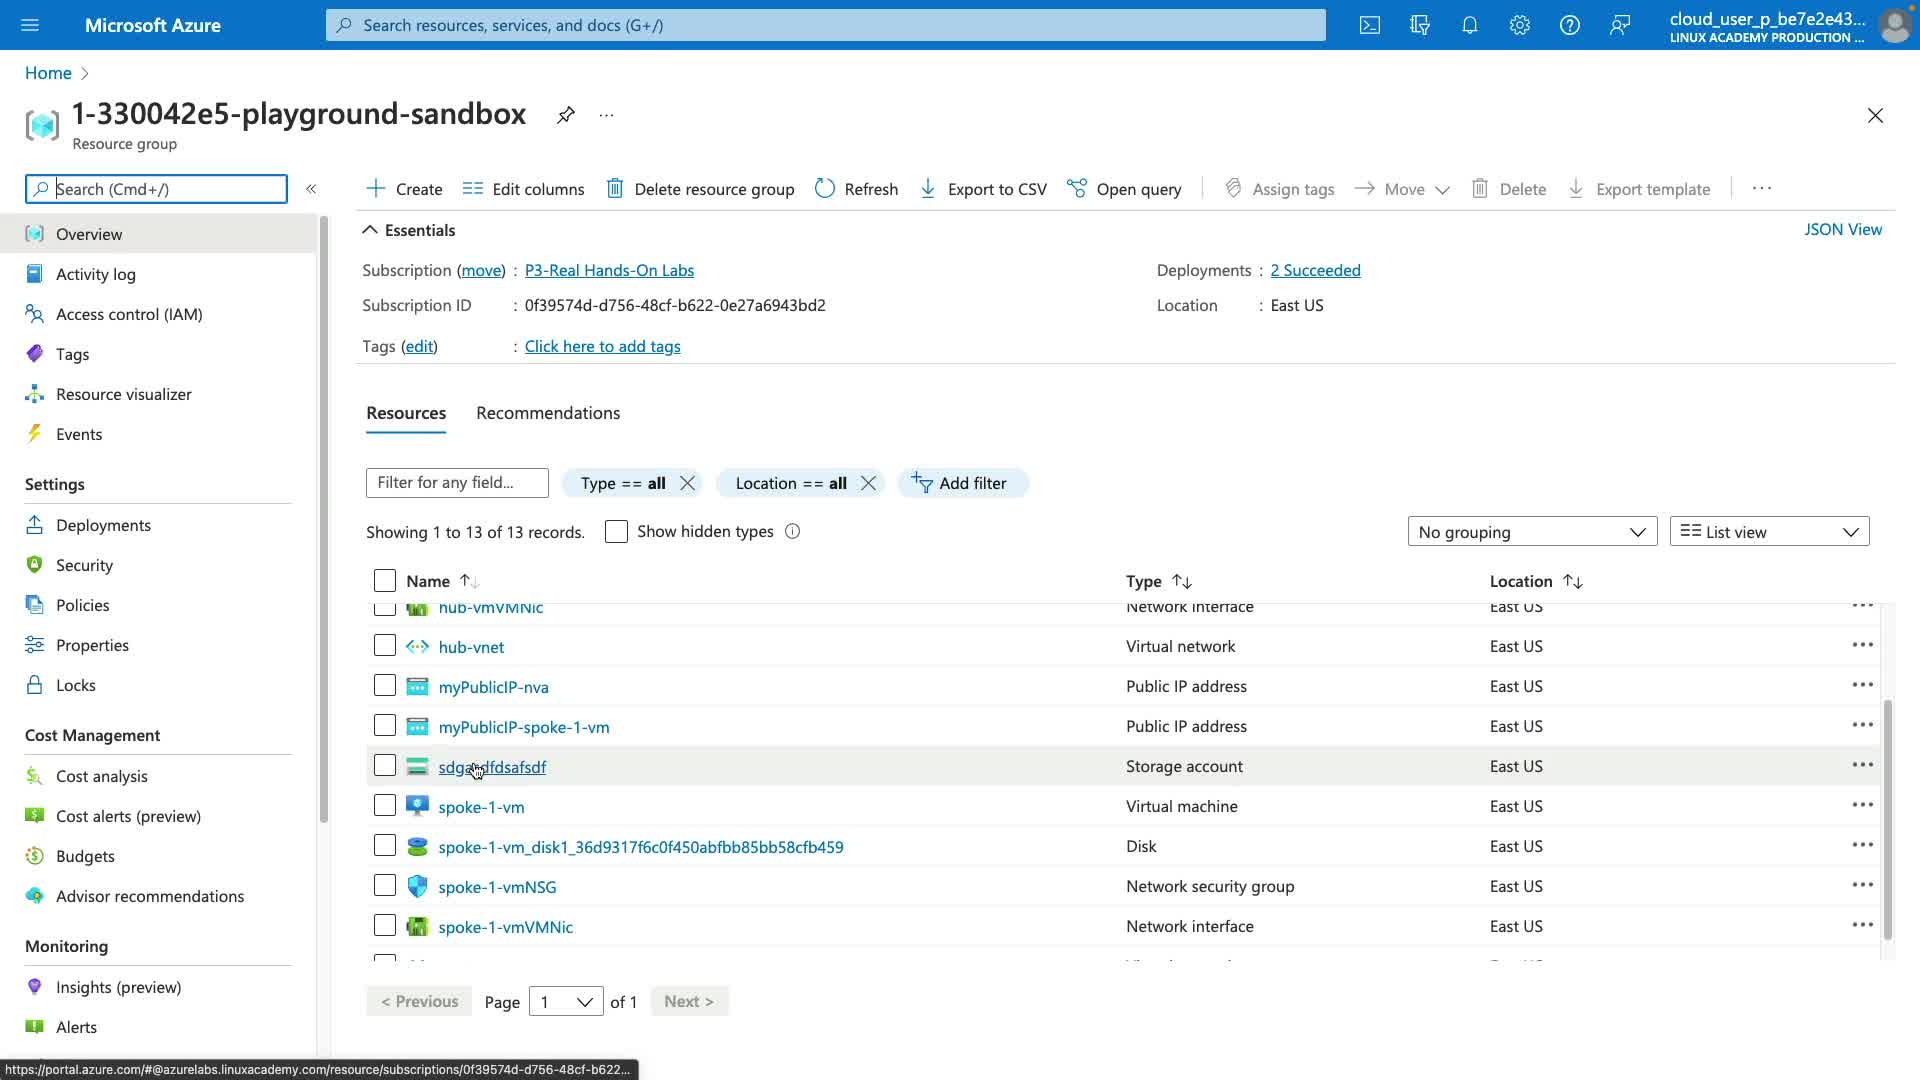 Microsoft Azure
Search resources, services, and docs (G+/)
cloud_user_p_be7e2e43...
LINUX ACADEMY PRODUCTION ...
Home
1-330042e5-playground-sandbox
...
Resource group
Search (Cmd+/)
Create
Edit columns
Delete resource group
Refresh
Export to CSV
Open query
Assign tags
Move
Delete
Export template
...
Overview
Activity log
Access control (IAM)
Tags
Resource visualizer
Events
Settings
Deployments
Security
Policies
Properties
Locks
Cost Management
Cost analysis
Cost alerts (preview)
Budgets
Advisor recommendations
Monitoring
Insights (preview)
Alerts
Essentials
JSON View
Subscription (move) : P3-Real Hands-On Labs
Deployments : 2 Succeeded
Subscription ID : 0f39574d-d756-48cf-b622-0e27a6943bd2
Location : East US
Tags (edit) : Click here to add tags
Resources
Recommendations
Filter for any field...
Type == all
Location == all
Add filter
Showing 1 to 13 of 13 records.
Show hidden types
No grouping
List view
Name
Type
Location
hub-vmVMNic Network interface East US
hub-vnet Virtual network East US
myPublicIP-nva Public IP address East US
myPublicIP-spoke-1-vm Public IP address East US
Storage account East US
spoke-1-vm Virtual machine East US
spoke-1-vm_disk1_36d9317f6c0f450abfbb85bb58cfb459 Disk East US
spoke-1-vmNSG Network security group East US
spoke-1-vmVMNic Network interface East US
< Previous
Page 1 of 1
Next >
https://portal.azure.com/#@azurelabs.linuxacademy.com/resource/subscriptions/0f39574d-d756-48cf-b622...